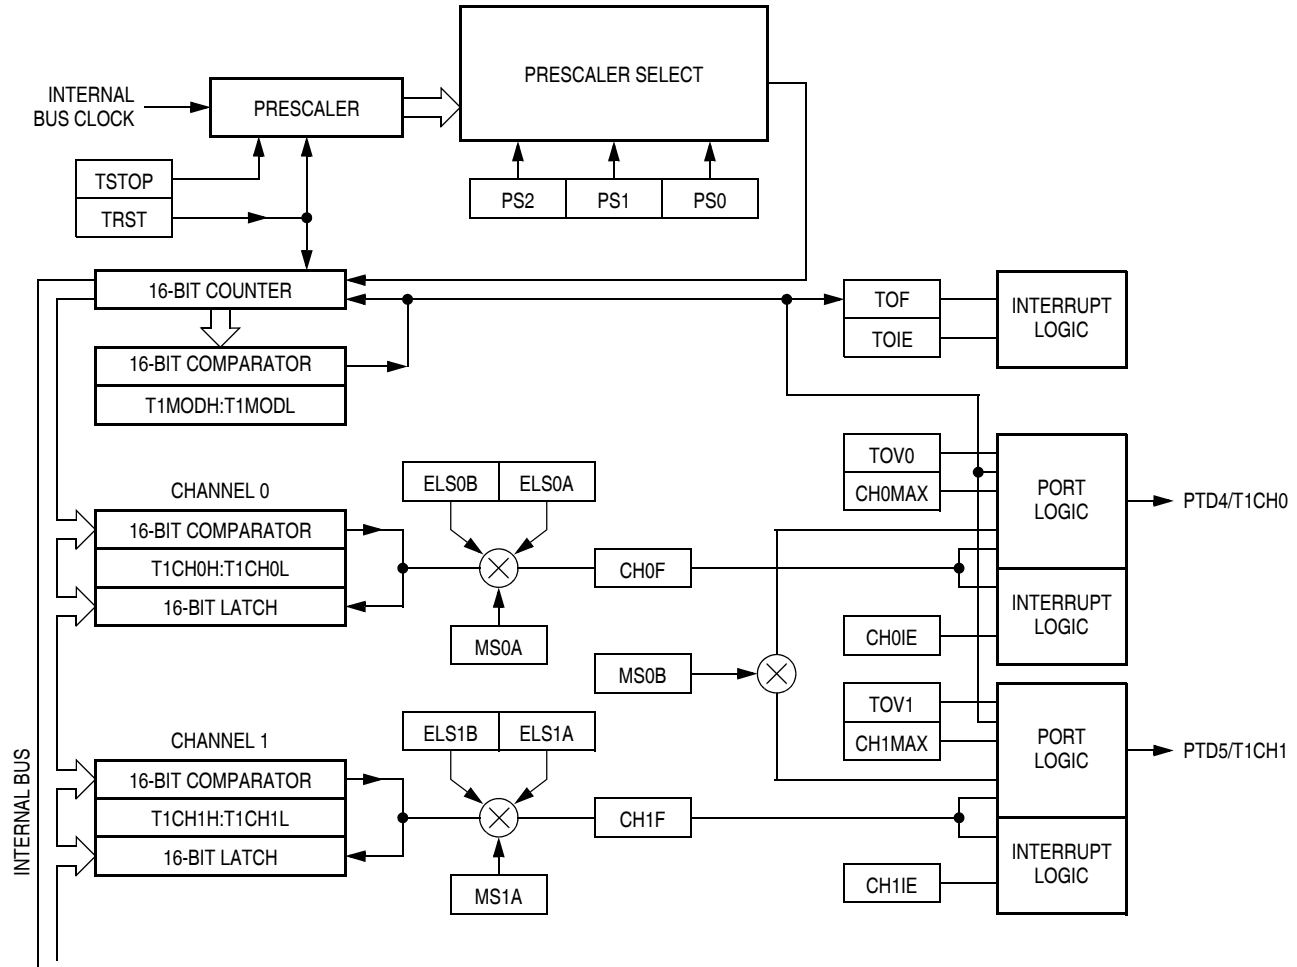 PRESCALER SELECT
INTERNAL
BUS CLOCK
PRESCALER
TSTOP
TRST
PS2
PS1
PS0
16-BIT COUNTER
16-BIT COMPARATOR
T1MODH:T1MODL
TOF
TOIE
INTERRUPT
LOGIC
CHANNEL 0
16-BIT COMPARATOR
T1CH0H:T1CH0L
16-BIT LATCH
ELS0B
ELS0A
MS0A
CH0F
TOV0
CH0MAX
PORT
LOGIC
PTD4/T1CH0
INTERRUPT
LOGIC
CH0IE
MS0B
CHANNEL 1
16-BIT COMPARATOR
T1CH1H:T1CH1L
16-BIT LATCH
ELS1B
ELS1A
MS1A
CH1F
TOV1
CH1MAX
PORT
LOGIC
PTD5/T1CH1
INTERRUPT
LOGIC
CH1IE
INTERNAL BUS